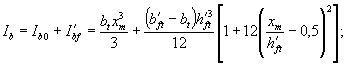 I_b = I_{b0} + I'_{bf} = \frac{b_t x_m^3}{3} + \frac{(b'_{ft} - b_t) h'^3_{ft}}{12} \left[ 1 + 12 \left( \frac{x_m}{h'_{ft}} - 0,5 \right)^2 \right];